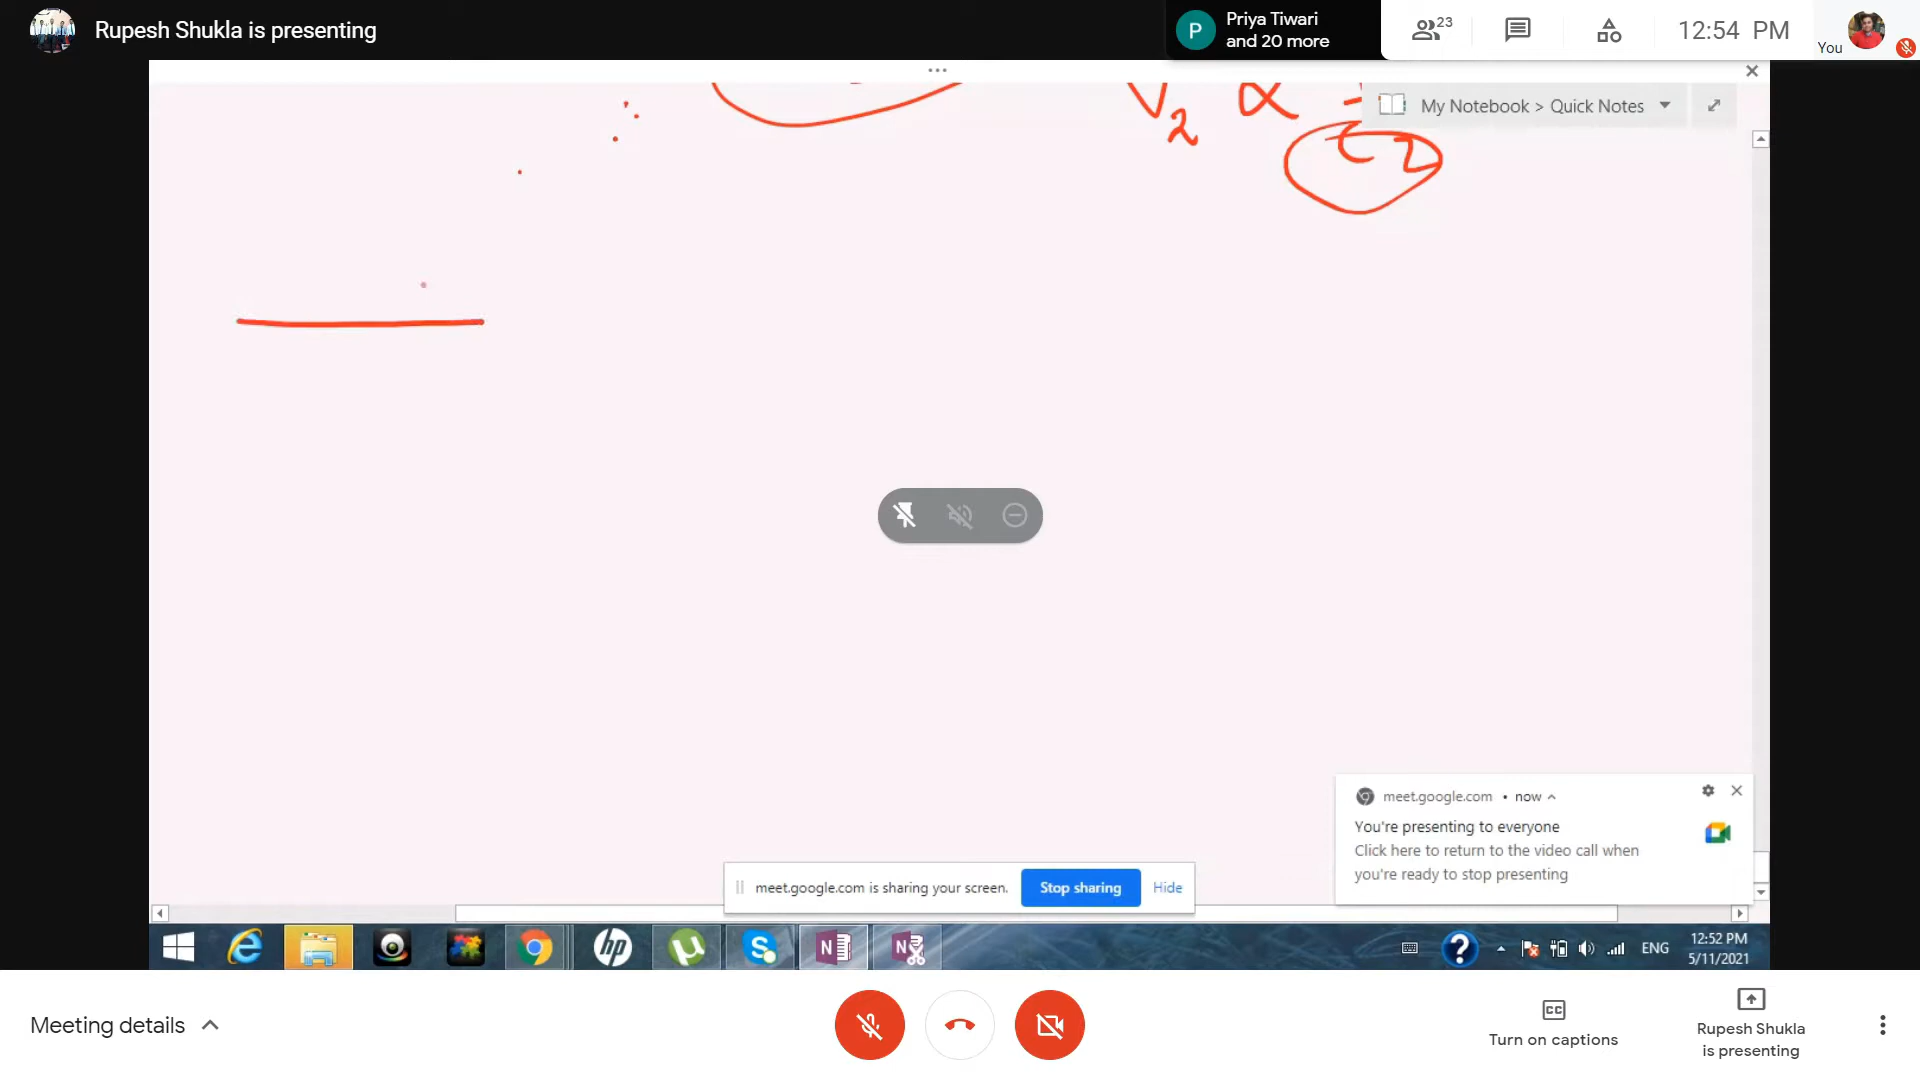 Rupesh Shukla is presenting
P
Priya Tiwari
and 20 more
23
12:54 PM
You
V₂ ∝
t2
My Notebook > Quick Notes
meet.google.com • now
You're presenting to everyone
Click here to return to the video call when
you're ready to stop presenting
meet.google.com is sharing your screen.
Stop sharing
Hide
hp
N
N
?
ENG
12:52 PM
5/11/2021
Meeting details
CC
Turn on captions
Rupesh Shukla
is presenting